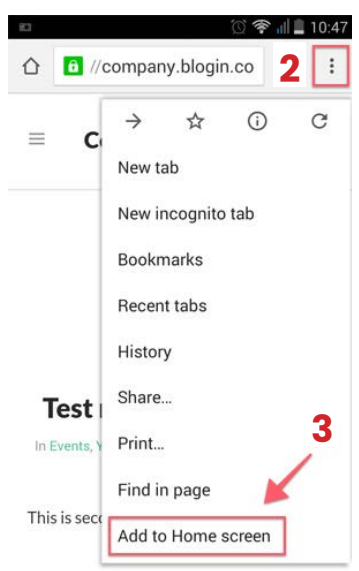 10:47
//company.blogin.co 2
New tab
New incognito tab
Bookmarks
Recent tabs
History
Share...
Test
In Events,
Print...
3
Find in page
This is
Add to Home screen